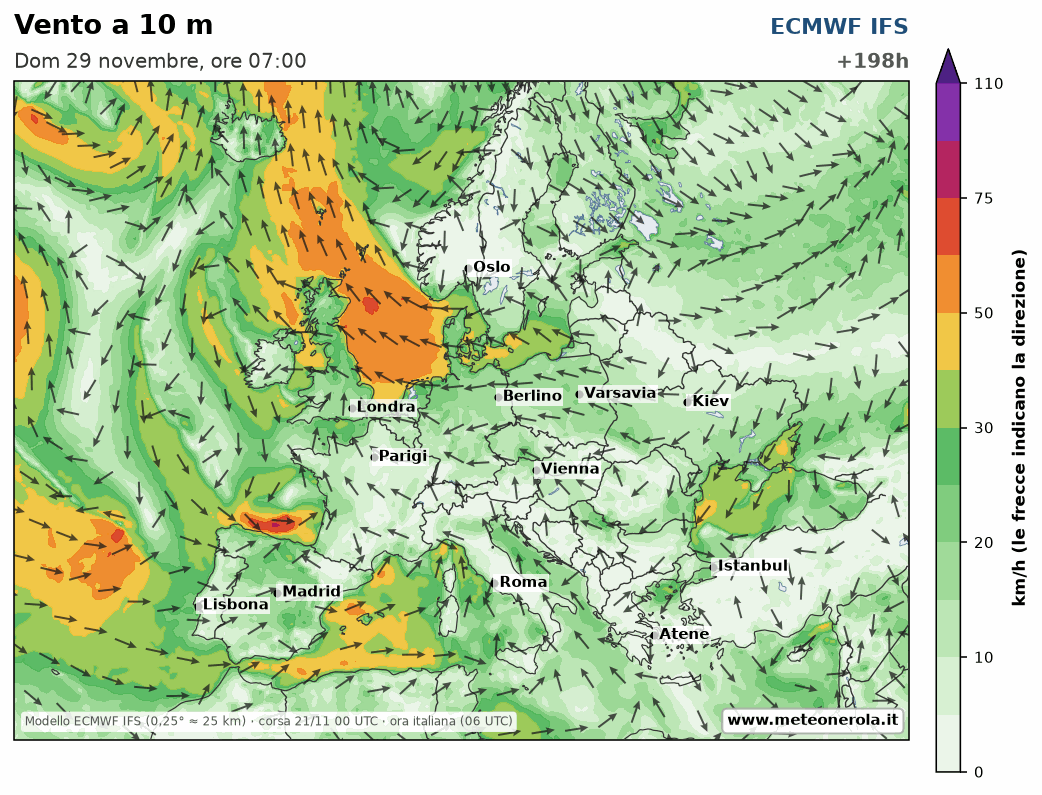 Vento a 10 m
ECMWF IFS
Dom 29 novembre, ore 07:00
+198h
110
75
50
30
20
10
0
km/h (le frecce indicano la direzione)
Oslo
Londra
Berlino
Varsavia
Kiev
Parigi
Vienna
Istanbul
Roma
Madrid
Lisbona
Atene
Modello ECMWF IFS (0,25° ≈ 25 km) · corsa 21/11 00 UTC · ora italiana (06 UTC)
www.meteonerola.it